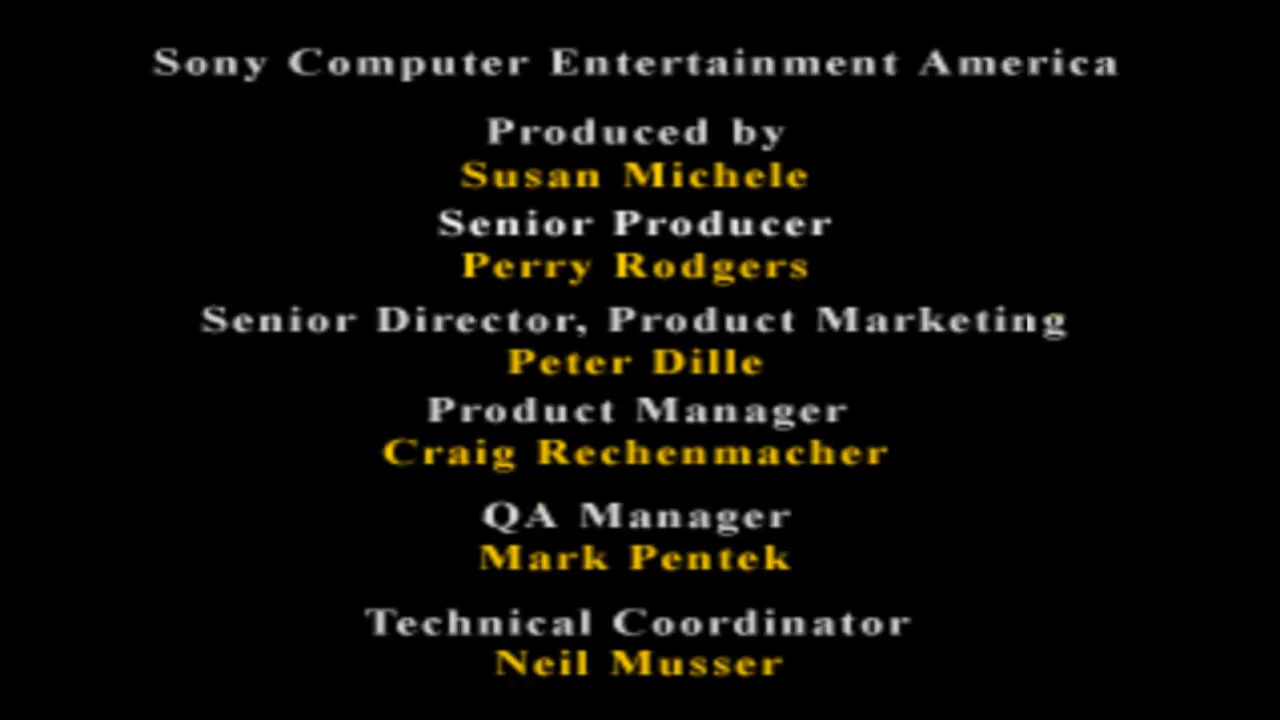 Sony Computer Entertainment America
Produced by
Susan Michele
Senior Producer
Perry Rodgers
Senior Director, Product Marketing
Peter Dille
Product Manager
Craig Rechenmacher
QA Manager
Mark Pentek
Technical Coordinator
Neil Musser